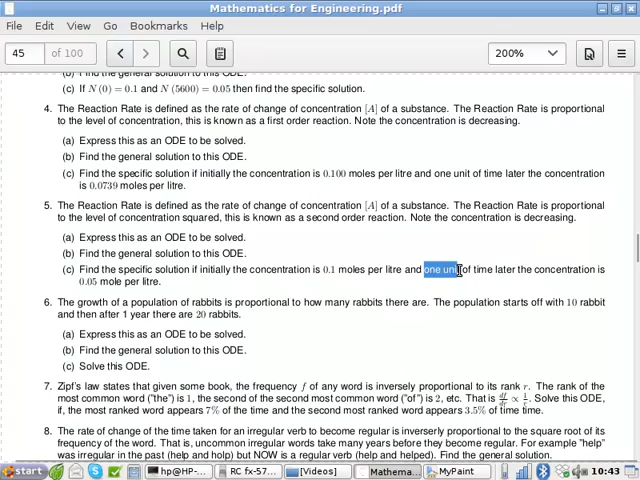 Mathematics for Engineering.pdf
File Edit View Go Bookmarks Help
45 of 100 200%
(b) Find the general solution to this ODE.
(c) If N (0) = 0.1 and N (5600) = 0.05 then find the specific solution.
4. The Reaction Rate is defined as the rate of change of concentration [A] of a substance. The Reaction Rate is proportional
to the level of concentration, this is known as a first order reaction. Note the concentration is decreasing.
(a) Express this as an ODE to be solved.
(b) Find the general solution to this ODE.
(c) Find the specific solution if initially the concentration is 0.100 moles per litre and one unit of time later the concentration
is 0.0739 moles per litre.
5. The Reaction Rate is defined as the rate of change of concentration [A] of a substance. The Reaction Rate is proportional
to the level of concentration squared, this is known as a second order reaction. Note the concentration is decreasing.
(a) Express this as an ODE to be solved.
(b) Find the general solution to this ODE.
(c) Find the specific solution if initially the concentration is 0.1 moles per litre and one unit of time later the concentration is
0.05 mole per litre.
6. The growth of a population of rabbits is proportional to how many rabbits there are. The population starts off with 10 rabbit
and then after 1 year there are 20 rabbits.
(a) Express this as an ODE to be solved.
(b) Find the general solution to this ODE.
(c) Solve this ODE.
7. Zipf's law states that given some book, the frequency f of any word is inversely proportional to its rank r. The rank of the
most common word ("the") is 1, the second of the second most common word ("of") is 2, etc. That is df/dr ∝ 1/r. Solve this ODE,
if, the most ranked word appears 7% of the time and the second most ranked word appears 3.5% of time time.
8. The rate of change of the time taken for an irregular verb to become regular is inversely proportional to the square root of its
frequency of the word. That is, uncommon irregular words take many years before they become regular. For example "help"
was irregular in the past (help and holp) but NOW is a regular verb (help and helped). Find the general solution.
start hp@HP-... RC fx-57... [Videos] Mathema... MyPaint 10:43